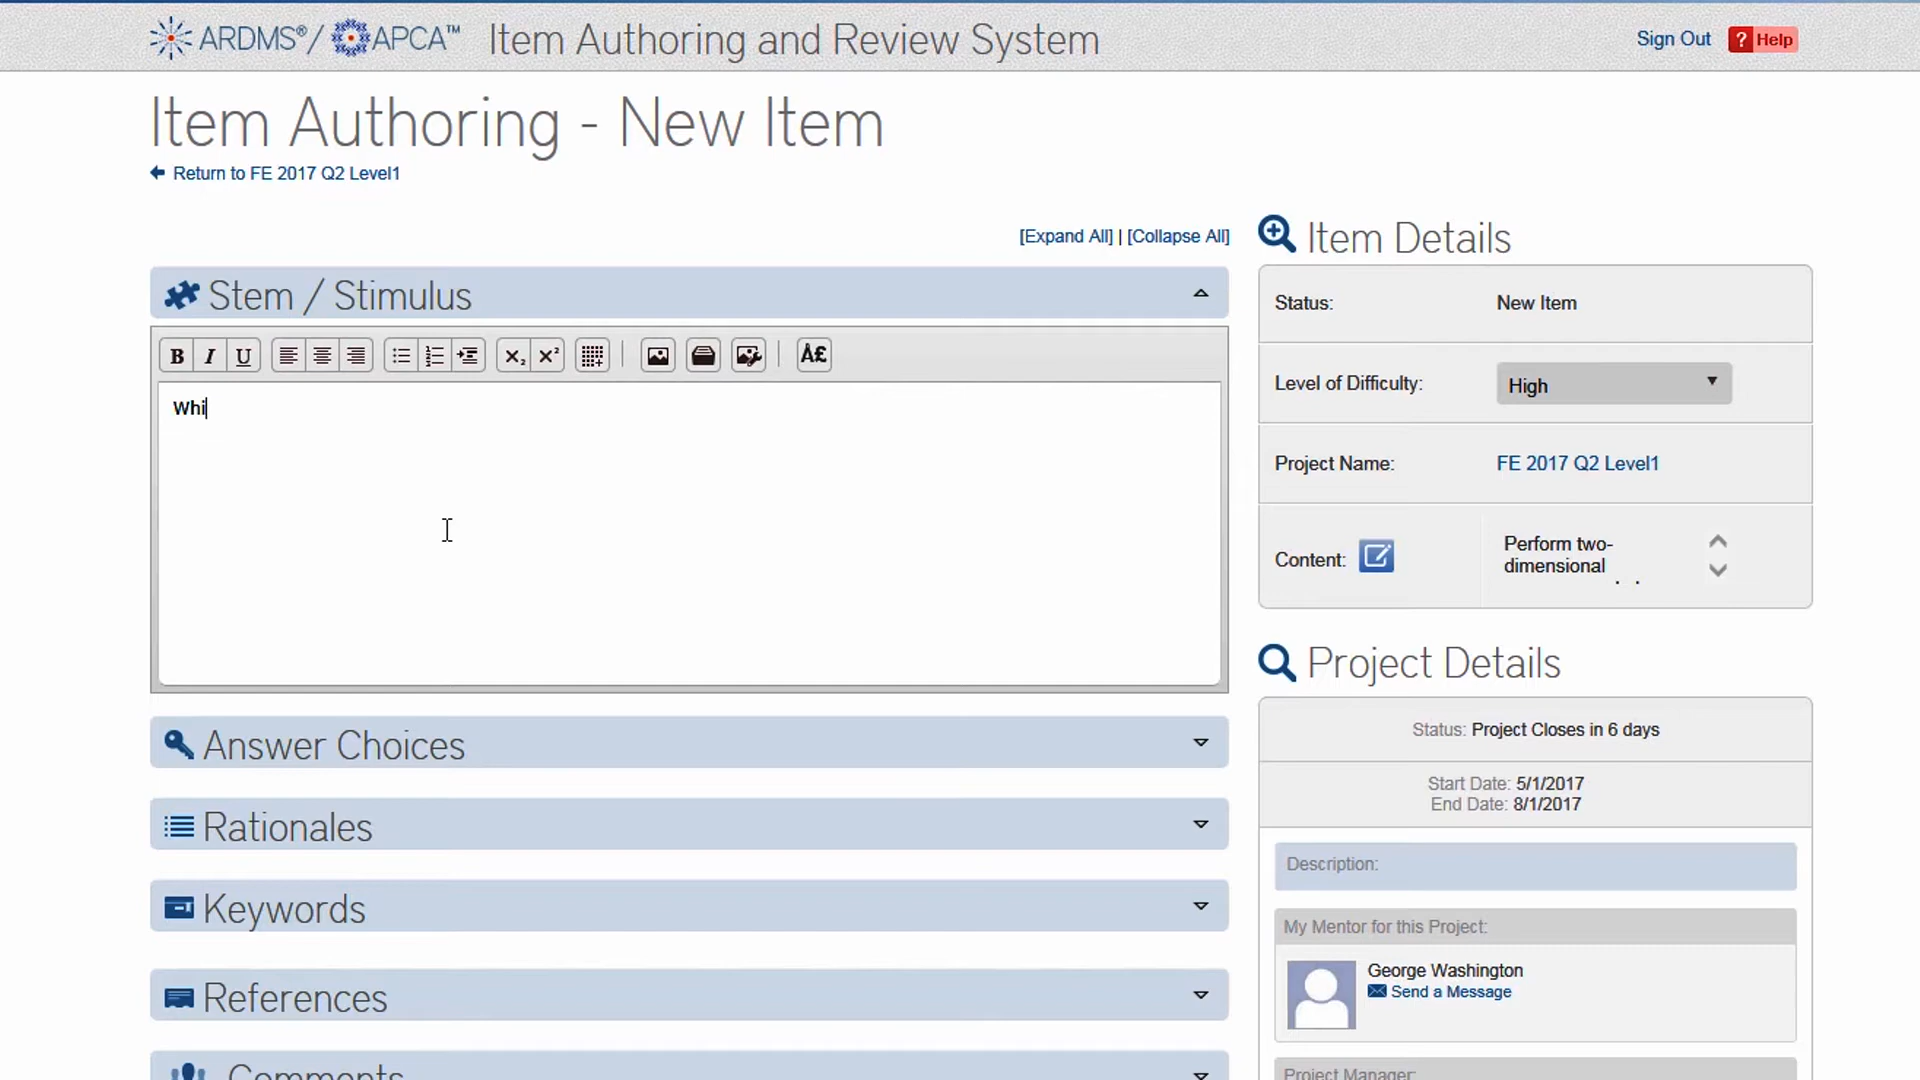 ARDMS®/ APCA™ Item Authoring and Review System
Sign Out ? Help
Item Authoring - New Item
Return to FE 2017 Q2 Level1
[Expand All] | [Collapse All]
Stem / Stimulus
B I U X₂ X² Å£
Whi
Answer Choices
Rationales
Keywords
References
Comments
Item Details
Status: New Item
Level of Difficulty: High
Project Name: FE 2017 Q2 Level1
Content: Perform two-
dimensional
Project Details
Status: Project Closes in 6 days
Start Date: 5/1/2017
End Date: 8/1/2017
Description:
My Mentor for this Project:
George Washington
Send a Message
Project Manager: